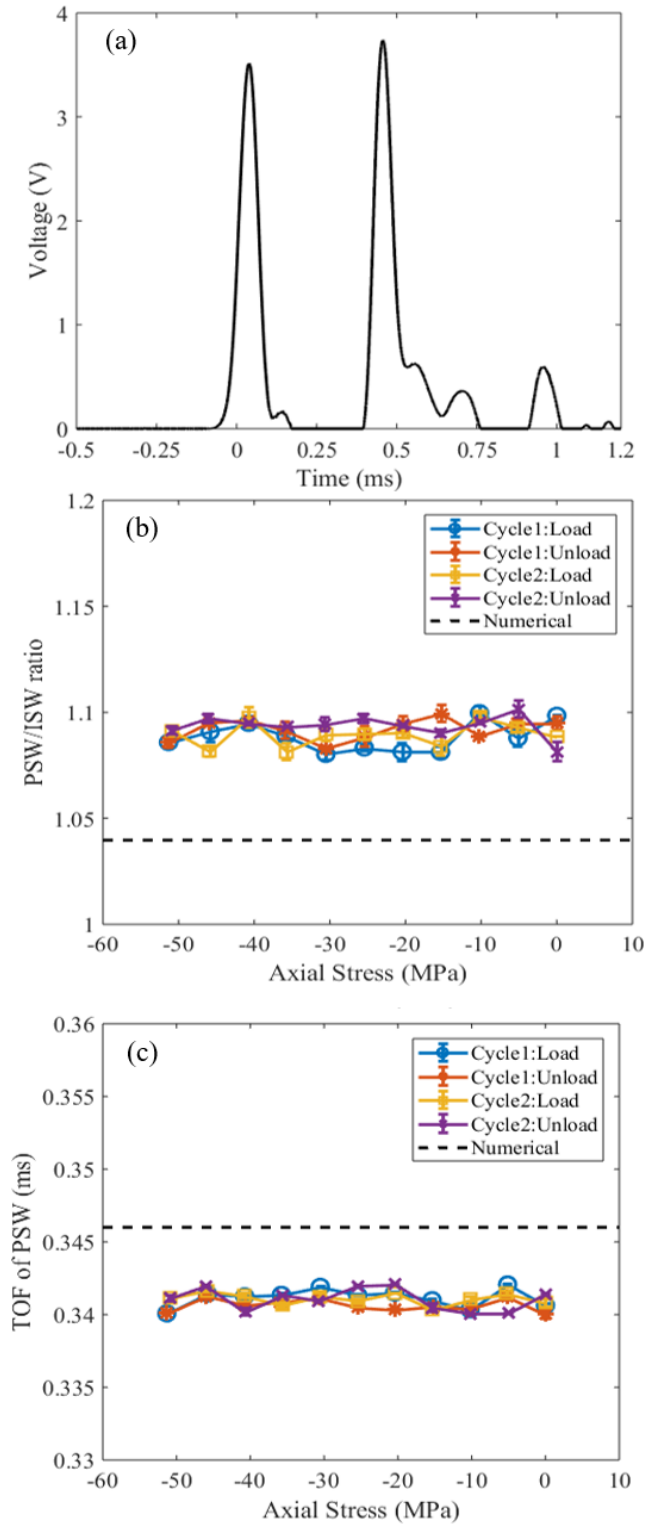 (a)
4
3
2
1
0
Voltage (V)
-0.5 -0.25 0 0.25 0.5 0.75 1 1.2
Time (ms)
(b)
1.2
1.15
1.1
1.05
1
PSW/ISW ratio
Cycle1:Load
Cycle1:Unload
Cycle2:Load
Cycle2:Unload
Numerical
-60 -50 -40 -30 -20 -10 0 10
Axial Stress (MPa)
(c)
0.36
0.355
0.35
0.345
0.34
0.335
0.33
TOF of PSW (ms)
Cycle1:Load
Cycle1:Unload
Cycle2:Load
Cycle2:Unload
Numerical
-60 -50 -40 -30 -20 -10 0 10
Axial Stress (MPa)